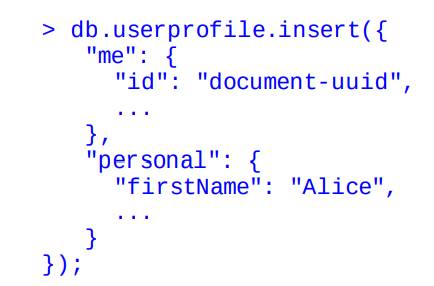 > db.userprofile.insert({
"me": {
"id": "document-uuid",
...
},
"personal": {
"firstName": "Alice",
...
}
});